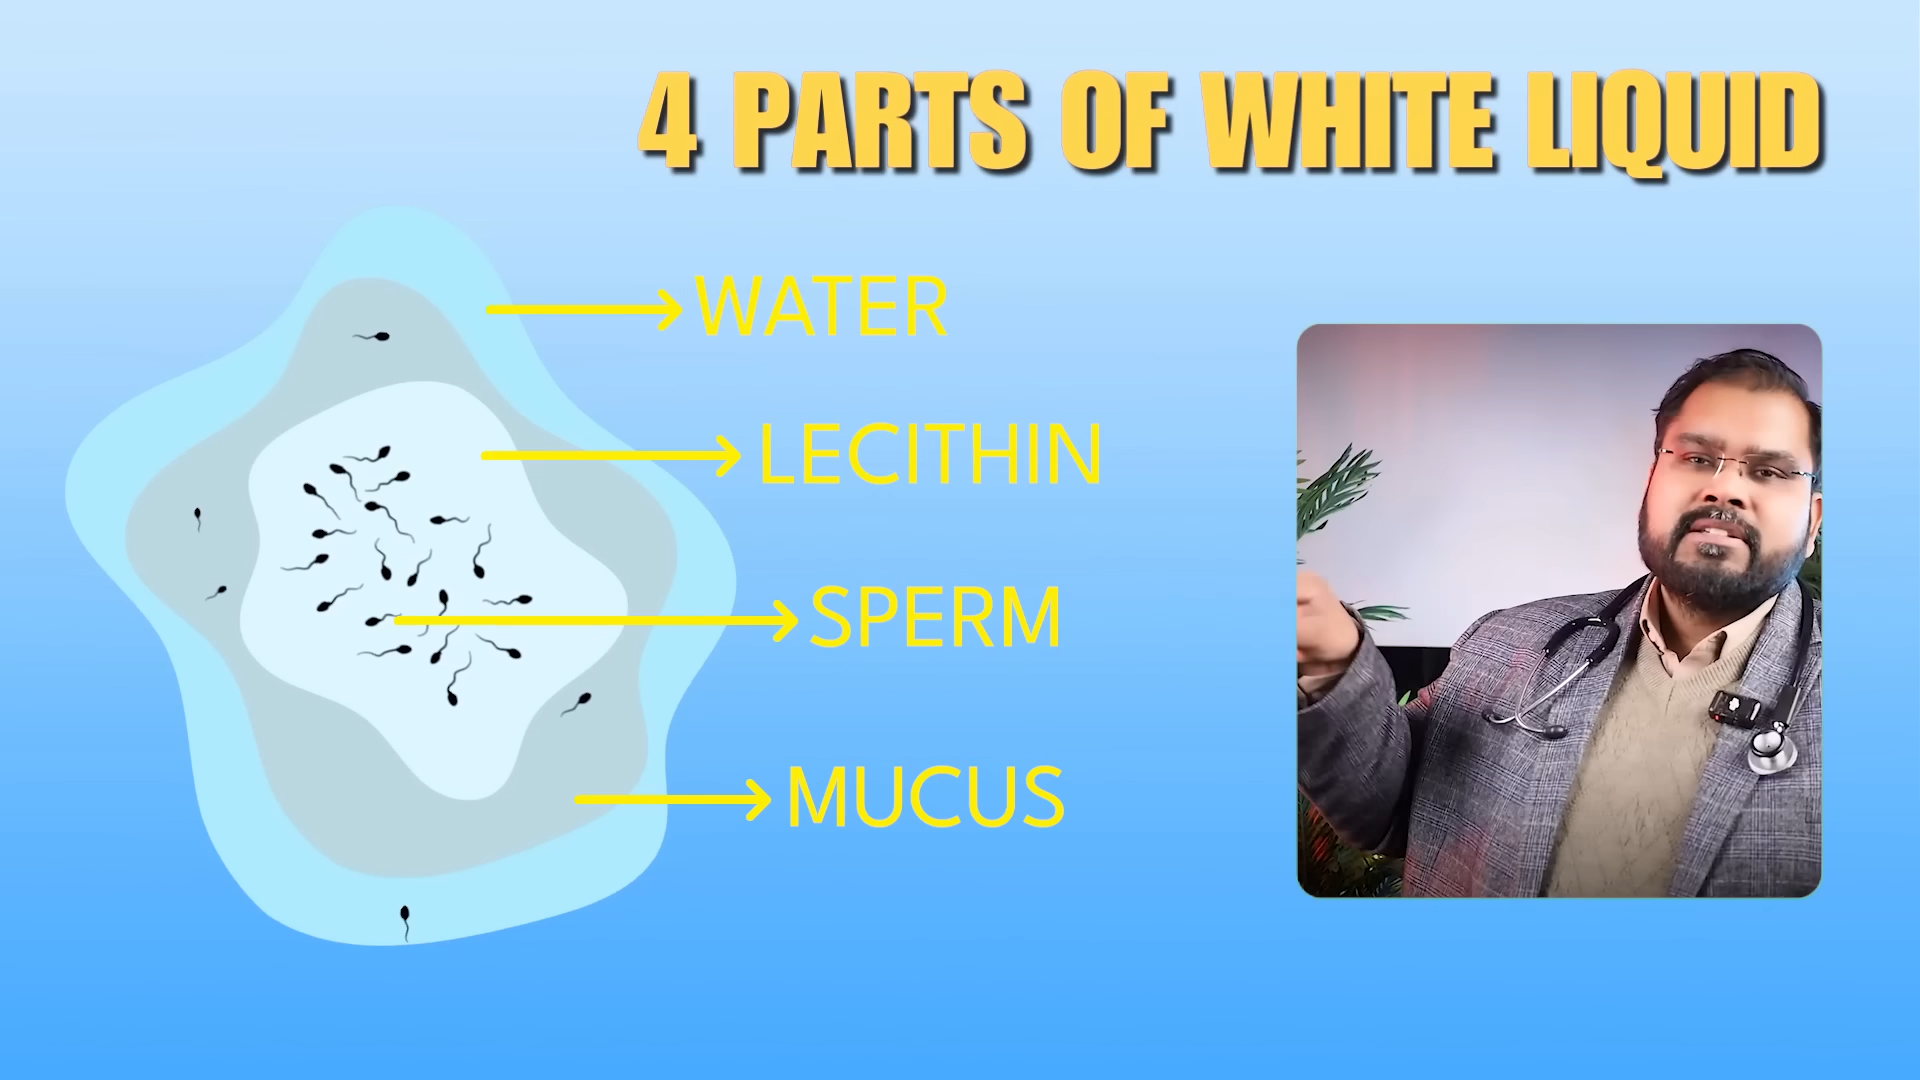 4 PARTS OF WHITE LIQUID
WATER
LECITHIN
SPERM
MUCUS